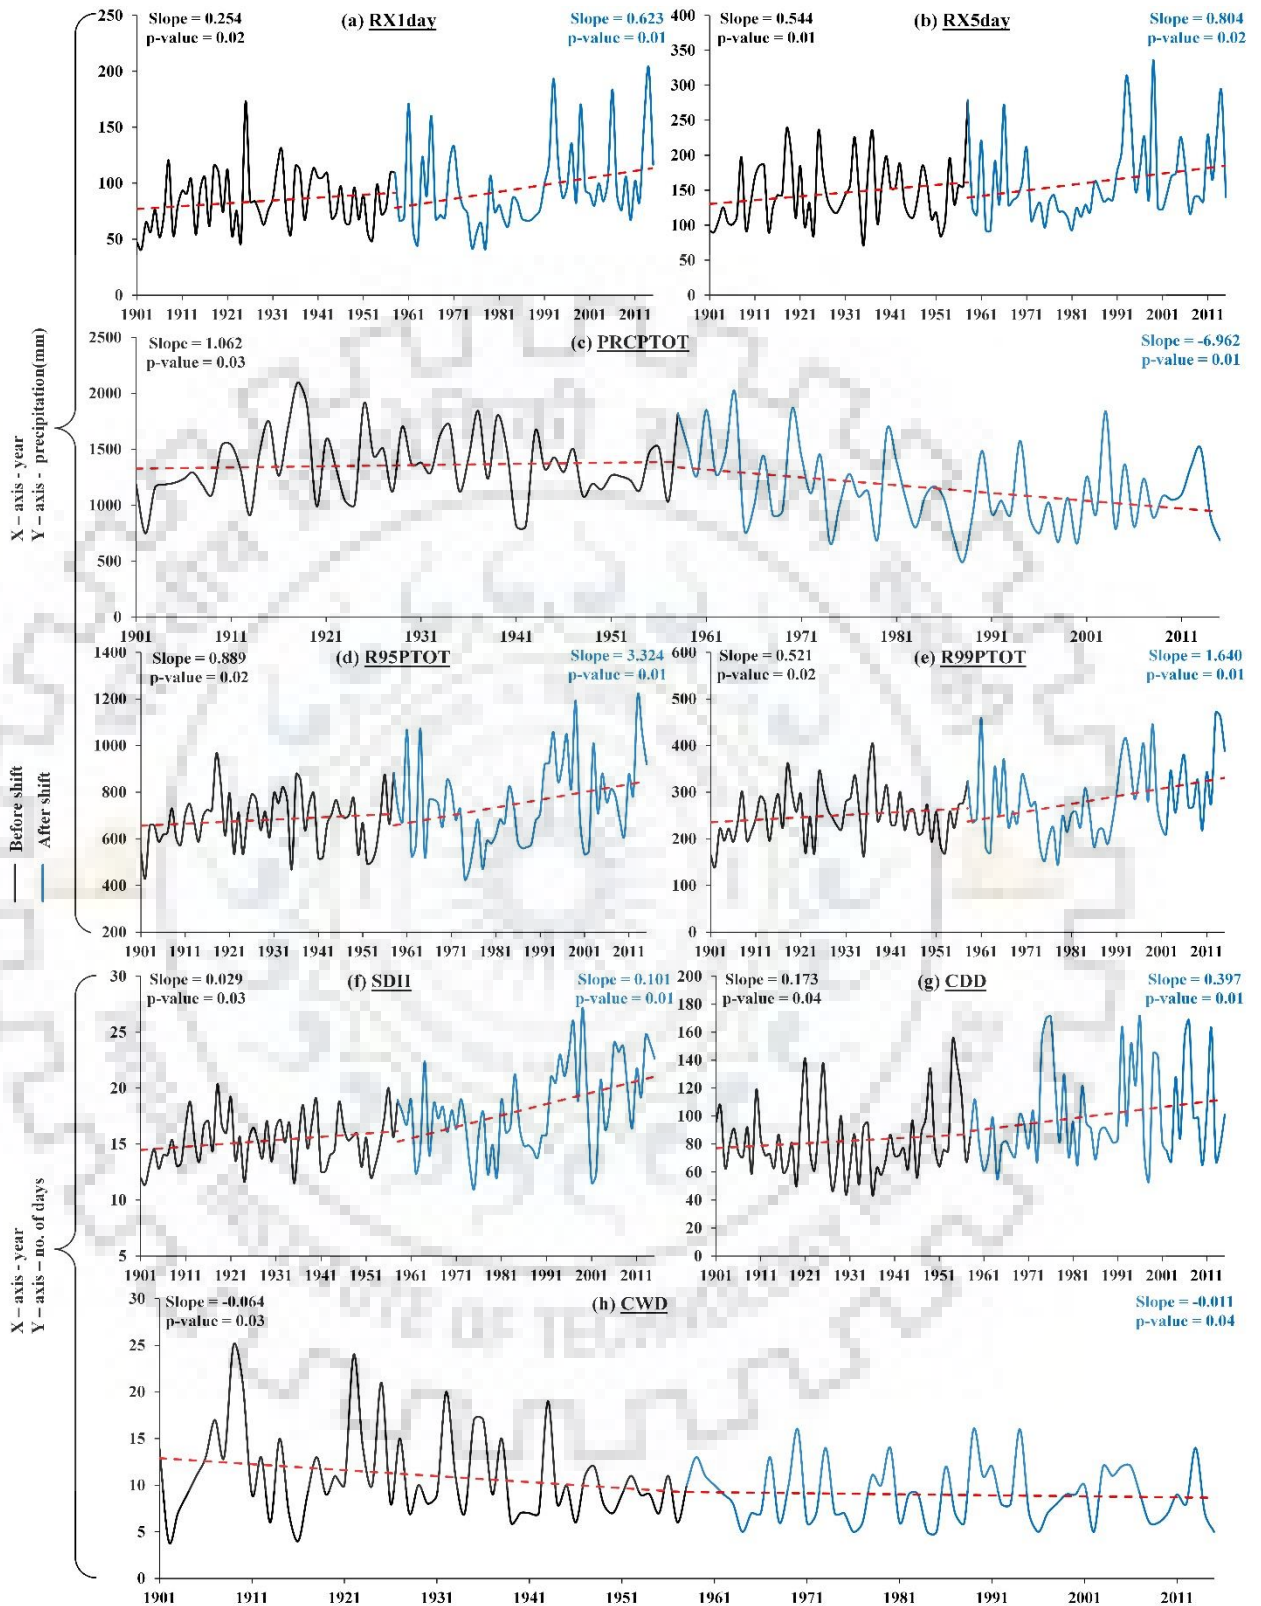 (a) RX1day
Slope = 0.254
p-value = 0.02
Slope = 0.623
p-value = 0.01
250
200
150
100
50
0
1901 1911 1921 1931 1941 1951 1961 1971 1981 1991 2001 2011
(b) RX5day
Slope = 0.544
p-value = 0.01
Slope = 0.804
p-value = 0.02
400
350
300
250
200
150
100
50
0
1901 1911 1921 1931 1941 1951 1961 1971 1981 1991 2001 2011
(c) PRCPTOT
Slope = 1.062
p-value = 0.03
Slope = -6.962
p-value = 0.01
2500
2000
1500
1000
500
0
1901 1911 1921 1931 1941 1951 1961 1971 1981 1991 2001 2011
X – axis - year
Y – axis - precipitation(mm)
(d) R95PTOT
Slope = 0.889
p-value = 0.02
Slope = 3.324
p-value = 0.01
1400
1200
1000
800
600
400
200
1901 1911 1921 1931 1941 1951 1961 1971 1981 1991 2001 2011
(e) R99PTOT
Slope = 0.521
p-value = 0.02
Slope = 1.640
p-value = 0.01
600
500
400
300
200
100
0
1901 1911 1921 1931 1941 1951 1961 1971 1981 1991 2001 2011
Before shift
After shift
(f) SDII
Slope = 0.029
p-value = 0.03
Slope = 0.101
p-value = 0.01
30
25
20
15
10
5
1901 1911 1921 1931 1941 1951 1961 1971 1981 1991 2001 2011
(g) CDD
Slope = 0.173
p-value = 0.04
Slope = 0.397
p-value = 0.01
200
180
160
140
120
100
80
60
40
20
0
1901 1911 1921 1931 1941 1951 1961 1971 1981 1991 2001 2011
X – axis - year
Y – axis – no. of days
(h) CWD
Slope = -0.064
p-value = 0.03
Slope = -0.011
p-value = 0.04
30
25
20
15
10
5
0
1901 1911 1921 1931 1941 1951 1961 1971 1981 1991 2001 2011